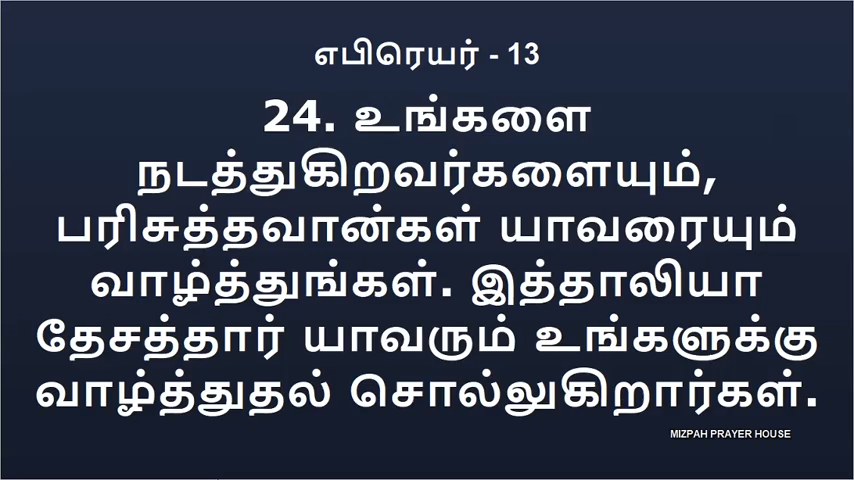 எபிரெயர் - 13
24. உங்களை
நடத்துகிறவர்களையும்,
பரிசுத்தவான்கள் யாவரையும்
வாழ்த்துங்கள். இத்தாலியா
தேசத்தார் யாவரும் உங்களுக்கு
வாழ்த்துதல் சொல்லுகிறார்கள்.
MIZPAH PRAYER HOUSE